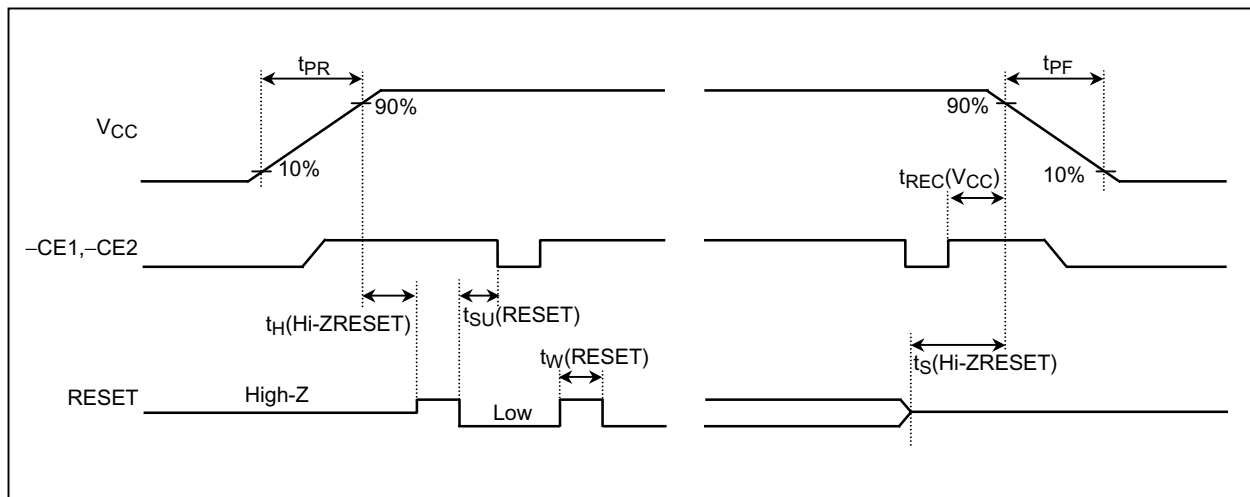 tPR
tPF
90%
90%
VCC
10%
10%
tREC(VCC)
–CE1,–CE2
tH(Hi-ZRESET)
tSU(RESET)
tW(RESET)
tS(Hi-ZRESET)
RESET
High-Z
Low